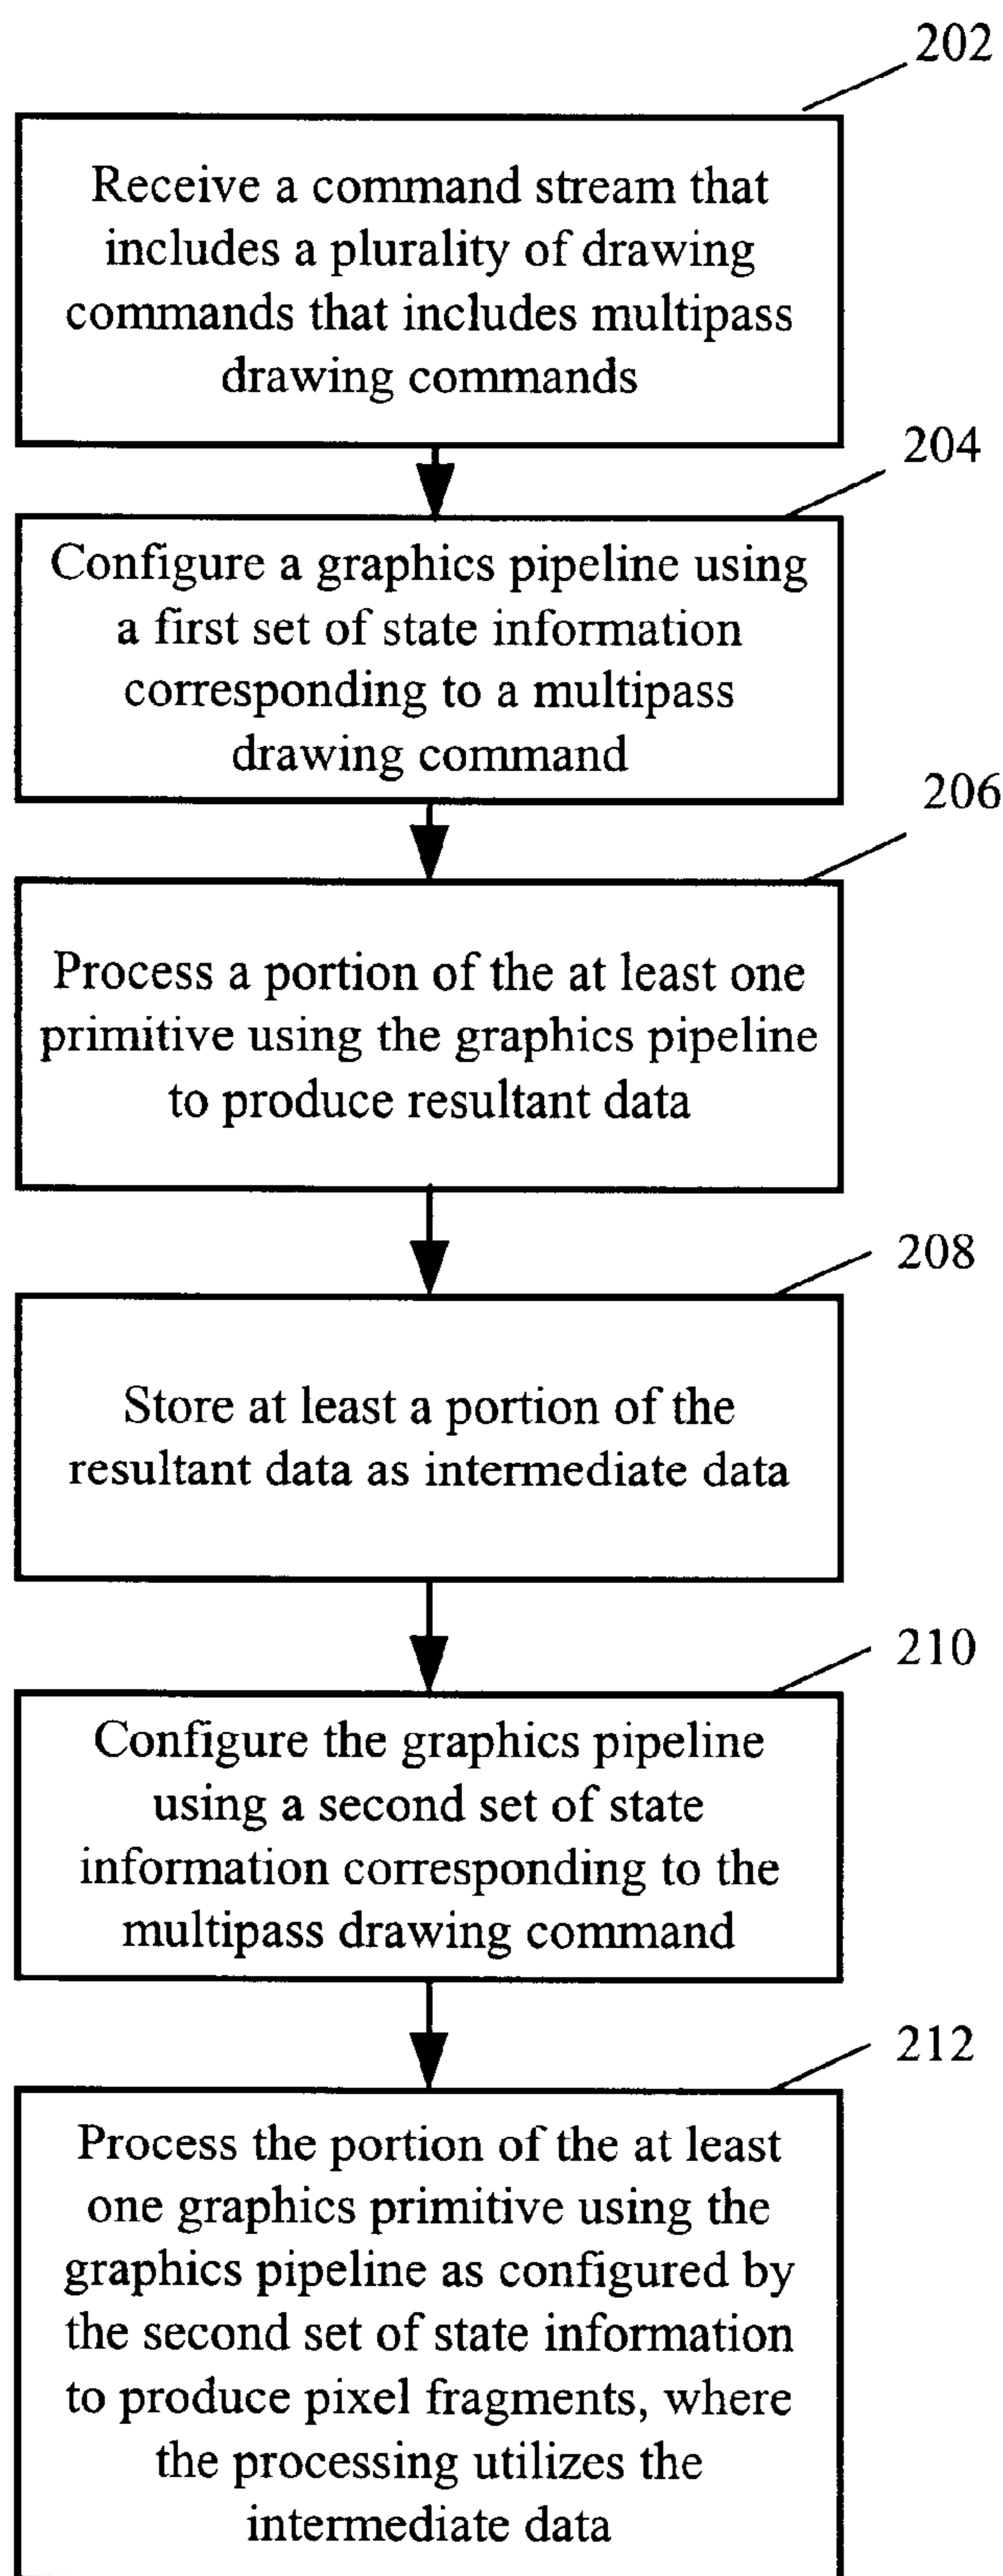 202
Receive a command stream that
includes a plurality of drawing
commands that includes multipass
drawing commands
204
Configure a graphics pipeline using
a first set of state information
corresponding to a multipass
drawing command
206
Process a portion of the at least one
primitive using the graphics pipeline
to produce resultant data
208
Store at least a portion of the
resultant data as intermediate data
210
Configure the graphics pipeline
using a second set of state
information corresponding to the
multipass drawing command
212
Process the portion of the at least
one graphics primitive using the
graphics pipeline as configured by
the second set of state information
to produce pixel fragments, where
the processing utilizes the
intermediate data